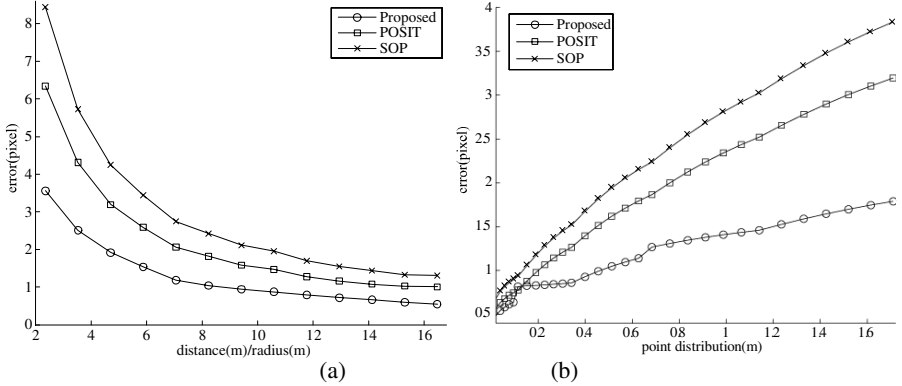 8
7
6
5
4
3
2
1
0
error(pixel)
Proposed
POSIT
SOP
2 4 6 8 10 12 14 16
distance(m)/radius(m)
(a)
4
3.5
3
2.5
2
1.5
1
0.5
error(pixel)
Proposed
POSIT
SOP
0.2 0.4 0.6 0.8 1 1.2 1.4 1.6
point distribution(m)
(b)